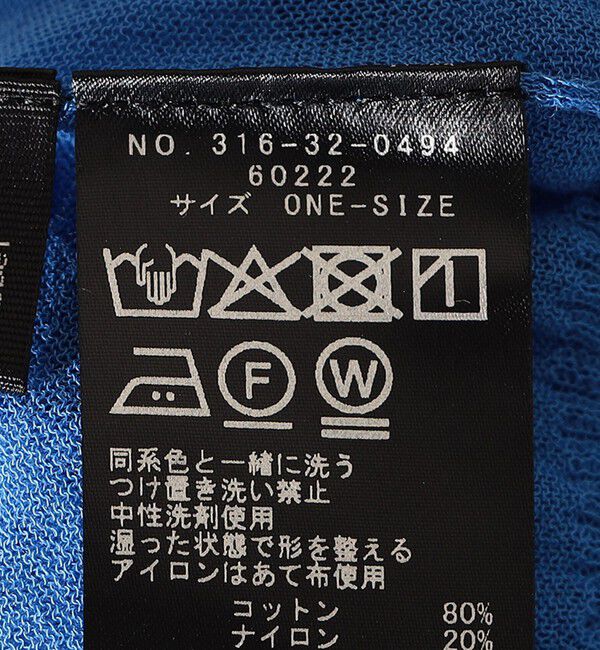 NO. 316-32-0494
60222
サイズ ONE-SIZE
F W
同系色と一緒に洗う
つけ置き洗い禁止
中性洗剤使用
湿った状態で形を整える
アイロンはあて布使用
コットン 80%
ナイロン 20%